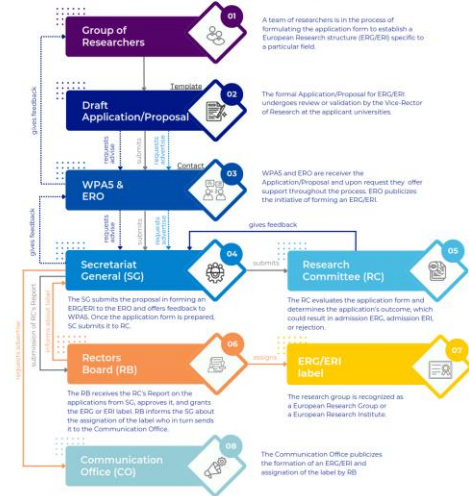 01
Group of
Researchers
A team of researchers is in the process of
formulating the application form to establish a
European Research structure (ERG/ERI) specific to
a particular field.
Template
02
Draft
Application/Proposal
The formal Application/Proposal for ERG/ERI
undergoes review or validation by the Vice-Rector
of Research at the applicant universities.
gives feedback
requests
advise
submits
requests
advertise
Contact
03
WPA5 &
ERO
WPA5 and ERO are receiver the
Application/Proposal and upon request they offer
support throughout the process. ERO publicizes
the initiative of forming an ERG/ERI.
gives feedback
requests
advise
submits
requests
advertise
gives feedback
04
Secretariat
General (SG)
submits
05
Research
Committee (RC)
The SG submits the proposal in forming an
ERG/ERI to the ERO and offers feedback to
WPA5. Once the application form is prepared,
SG submits it to RC.
The RC evaluates the application form and
determines the application's outcome, which
could result in admission ERG, admission ERI,
or rejection.
requests advertise
submission of RC's Report
informs about label
06
Rectors
Board (RB)
assigns
07
ERG/ERI
label
The RB receives the RC's Report on the
applications from SG, approves it, and grants
the ERG or ERI label. RB informs the SG about
the assignation of the label who in turn sends
it to the Communication Office.
The research group is recognized as
a European Research Group or
a European Research Institute.
08
Communication
Office (CO)
The Communication Office publicizes
the formation of an ERG/ERI and
assignation of the label by RB